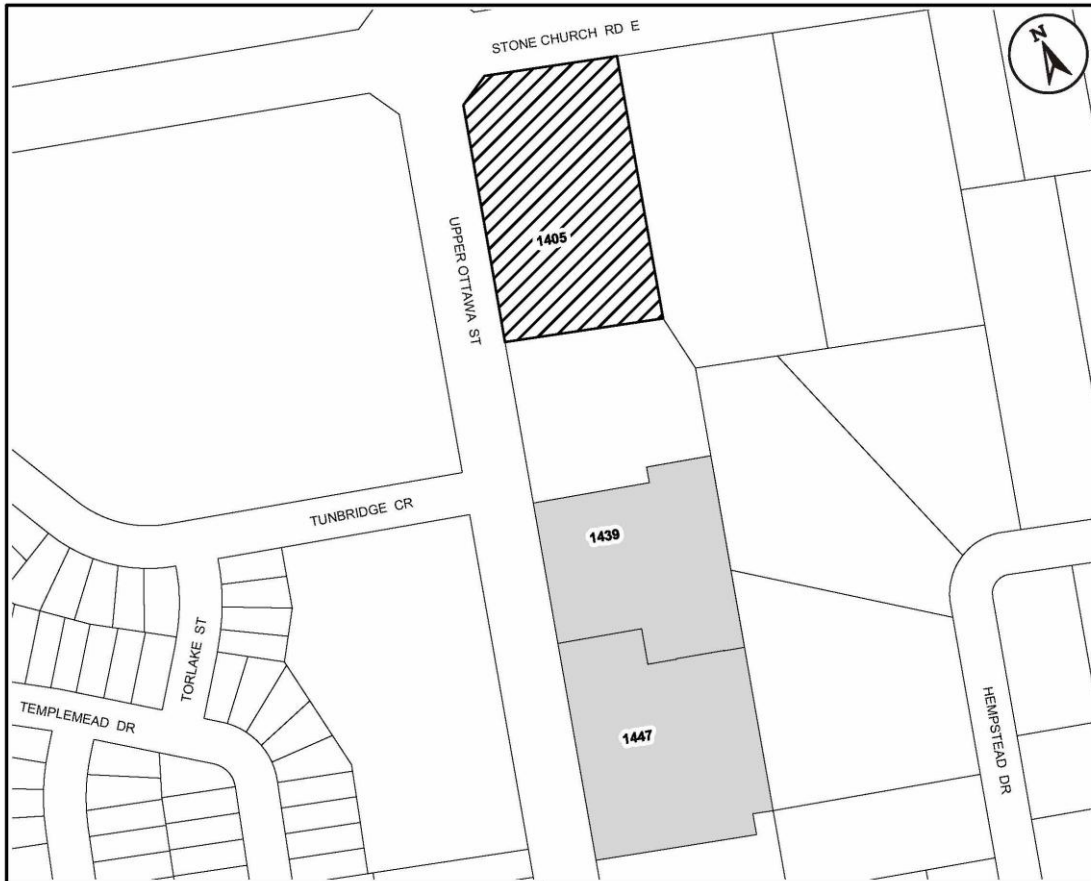 STONE CHURCH RD E
N
1405
UPPER OTTAWA ST
TUNBRIDGE CR
1439
TORLAKE ST
TEMPLEMEAD DR
1447
HEMPSTEAD DR